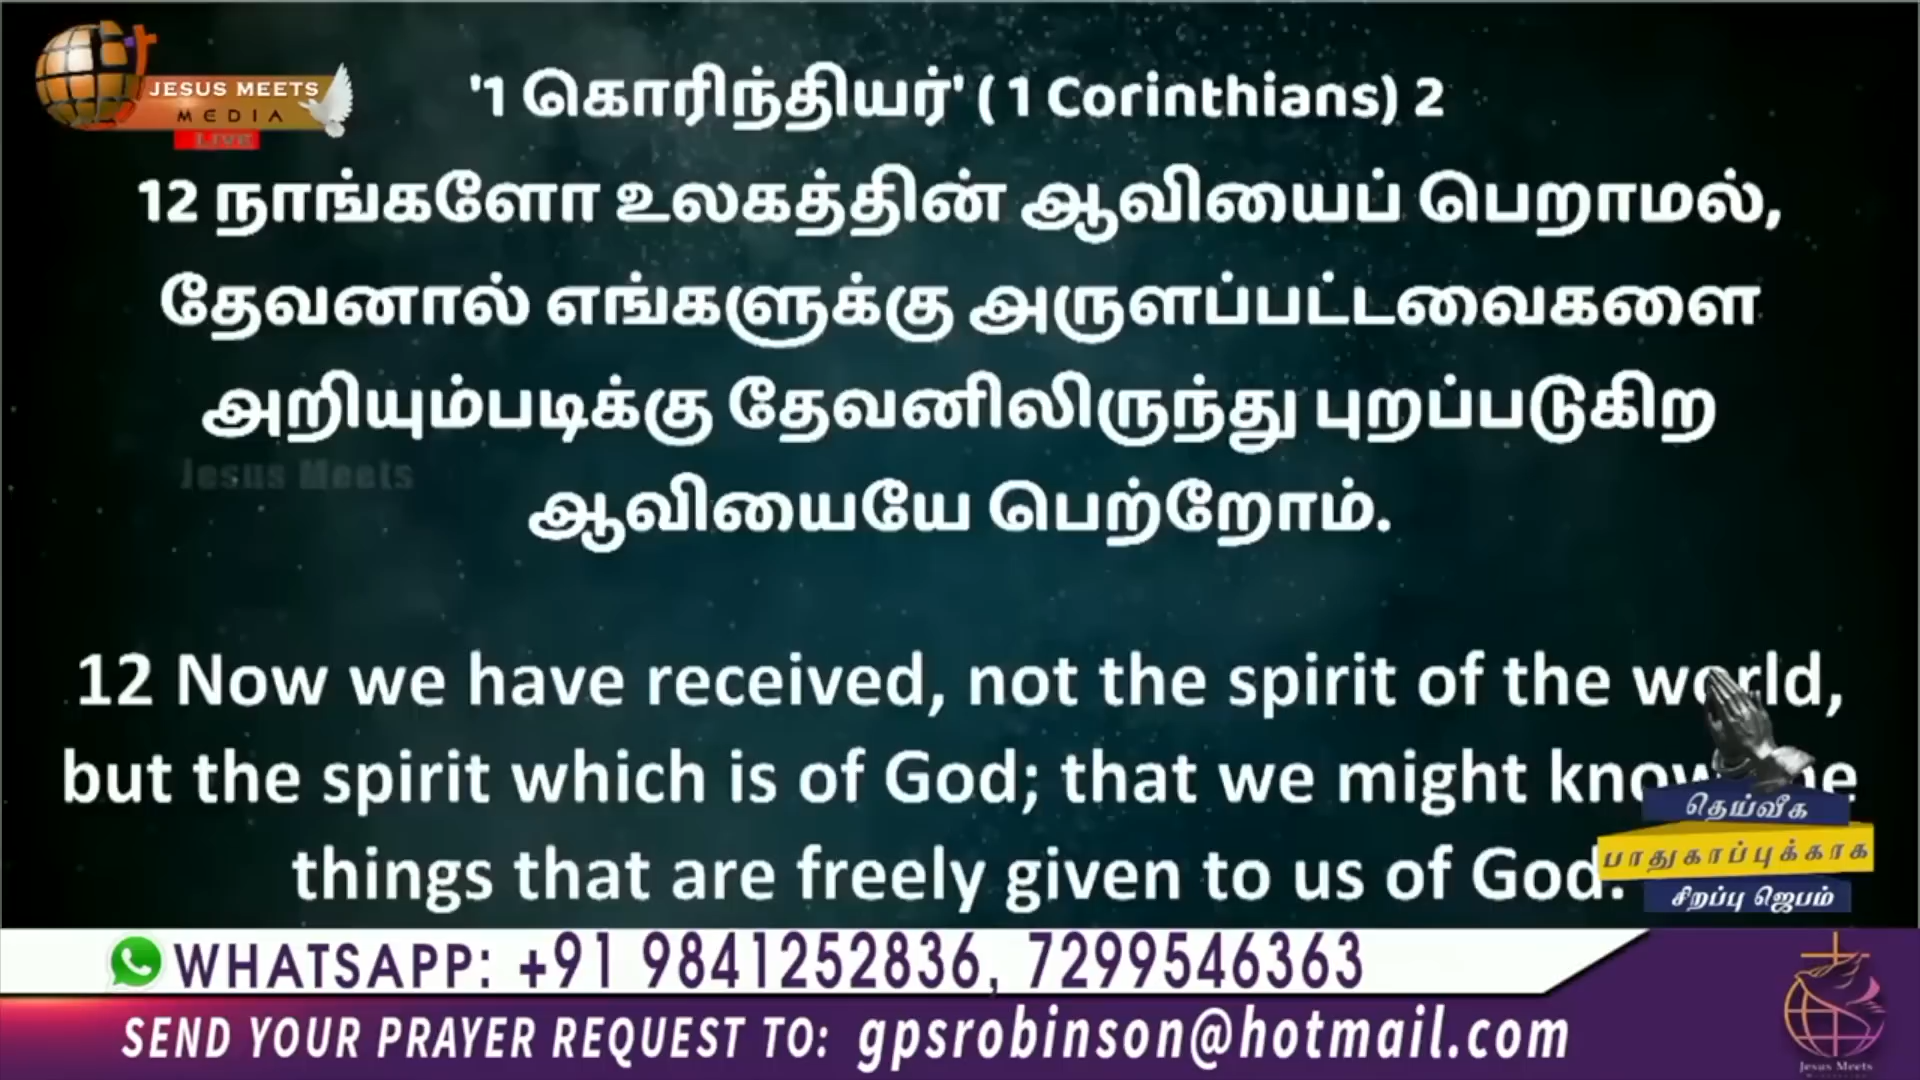 JESUS MEETS
MEDIA
LIVE
'1 கொரிந்தியர்' ( 1 Corinthians) 2
12 நாங்களோ உலகத்தின் ஆவியைப் பெறாமல்,
தேவனால் எங்களுக்கு அருளப்பட்டவைகளை
அறியும்படிக்கு தேவனிலிருந்து புறப்படுகிற
Jesus Meets
ஆவியையே பெற்றோம்.
12 Now we have received, not the spirit of the world,
but the spirit which is of God; that we might know
things that are freely given to us of God.
தெய்வீக
பாதுகாப்புக்காக
சிறப்பு ஜெபம்
WHATSAPP: +91 9841252836, 7299546363
SEND YOUR PRAYER REQUEST TO: gpsrobinson@hotmail.com
Jesus Meets